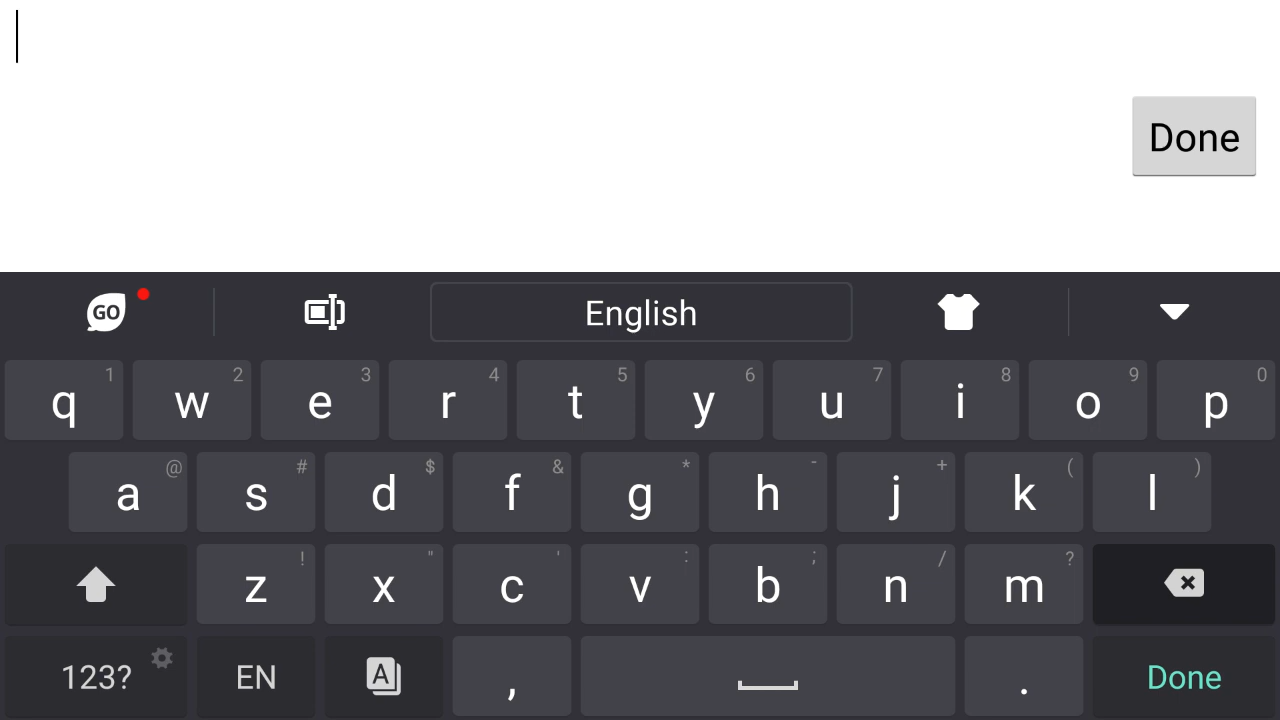 Done
GO English
1 2 3 4 5 6 7 8 9 0
q w e r t y u i o p
@ # $ & * - + ( )
a s d f g h j k l
! " ' : ; / ?
z x c v b n m
123? EN A , . Done